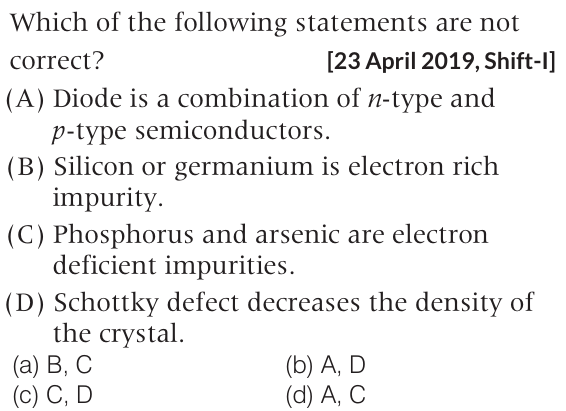 Which of the following statements are not
correct? [23 April 2019, Shift-I]
(A) Diode is a combination of n-type and
p-type semiconductors.
(B) Silicon or germanium is electron rich
impurity.
(C) Phosphorus and arsenic are electron
deficient impurities.
(D) Schottky defect decreases the density of
the crystal.
(a) B, C (b) A, D
(c) C, D (d) A, C